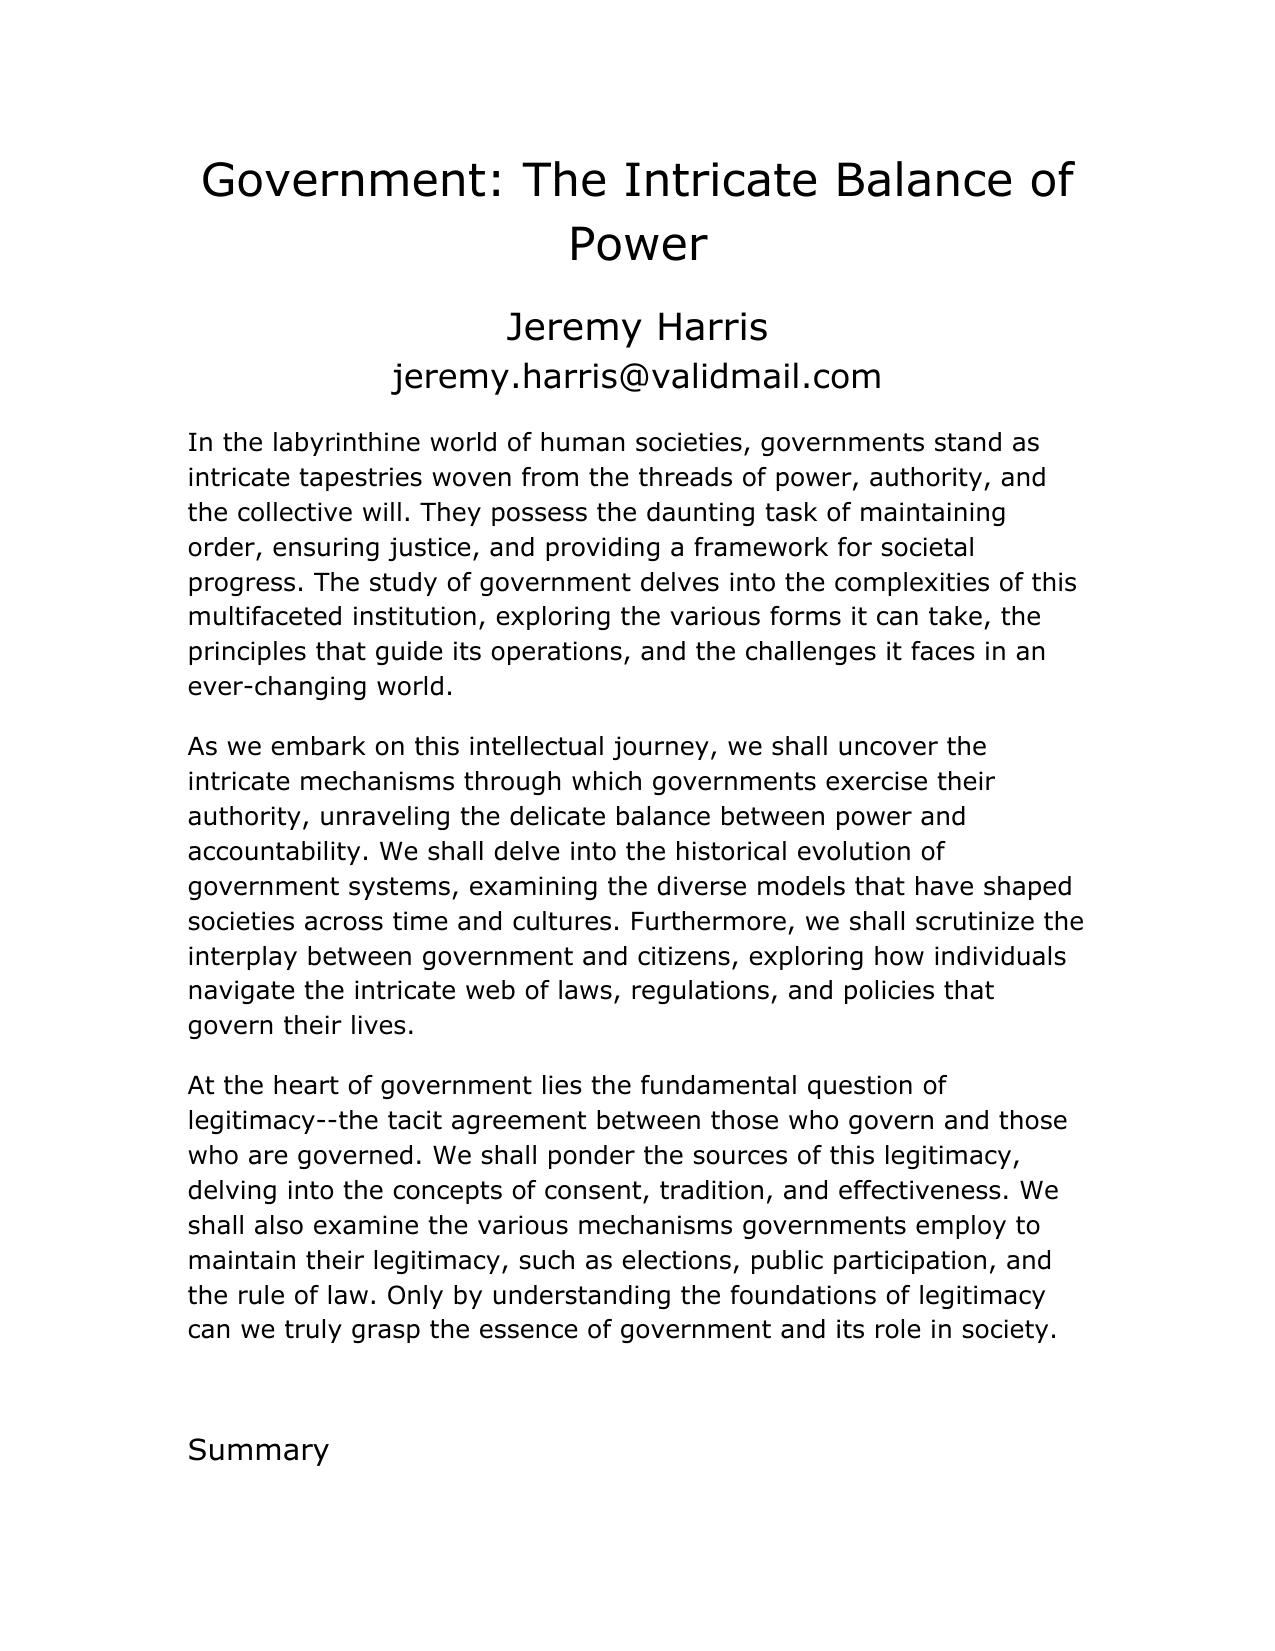 Government: The Intricate Balance of
Power
Jeremy Harris
jeremy.harris@validmail.com
In the labyrinthine world of human societies, governments stand as
intricate tapestries woven from the threads of power, authority, and
the collective will. They possess the daunting task of maintaining
order, ensuring justice, and providing a framework for societal
progress. The study of government delves into the complexities of this
multifaceted institution, exploring the various forms it can take, the
principles that guide its operations, and the challenges it faces in an
ever-changing world.
As we embark on this intellectual journey, we shall uncover the
intricate mechanisms through which governments exercise their
authority, unraveling the delicate balance between power and
accountability. We shall delve into the historical evolution of
government systems, examining the diverse models that have shaped
societies across time and cultures. Furthermore, we shall scrutinize the
interplay between government and citizens, exploring how individuals
navigate the intricate web of laws, regulations, and policies that
govern their lives.
At the heart of government lies the fundamental question of
legitimacy--the tacit agreement between those who govern and those
who are governed. We shall ponder the sources of this legitimacy,
delving into the concepts of consent, tradition, and effectiveness. We
shall also examine the various mechanisms governments employ to
maintain their legitimacy, such as elections, public participation, and
the rule of law. Only by understanding the foundations of legitimacy
can we truly grasp the essence of government and its role in society.
Summary